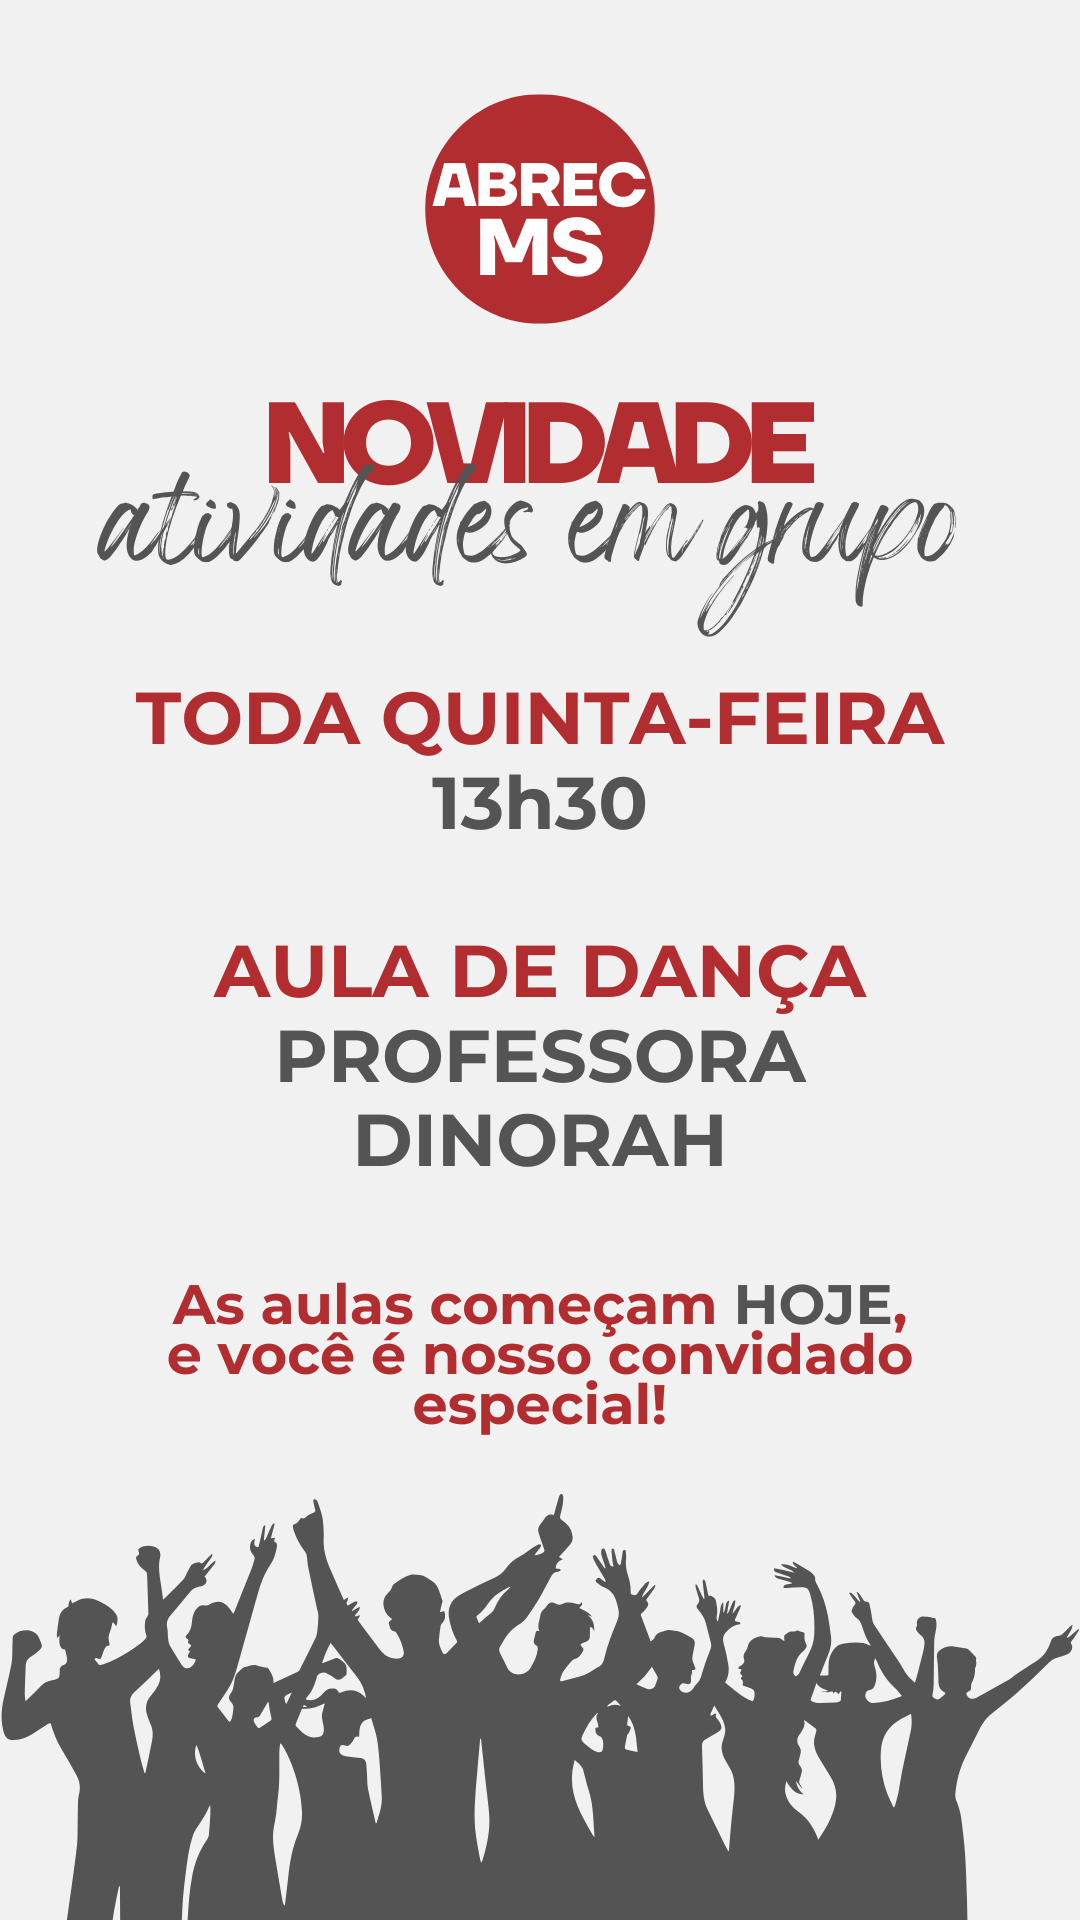 ABREC
MS
NOVIDADE
atividades em grupo
TODA QUINTA-FEIRA
13h30
AULA DE DANÇA
PROFESSORA
DINORAH
As aulas começam HOJE,
e você é nosso convidado
especial!